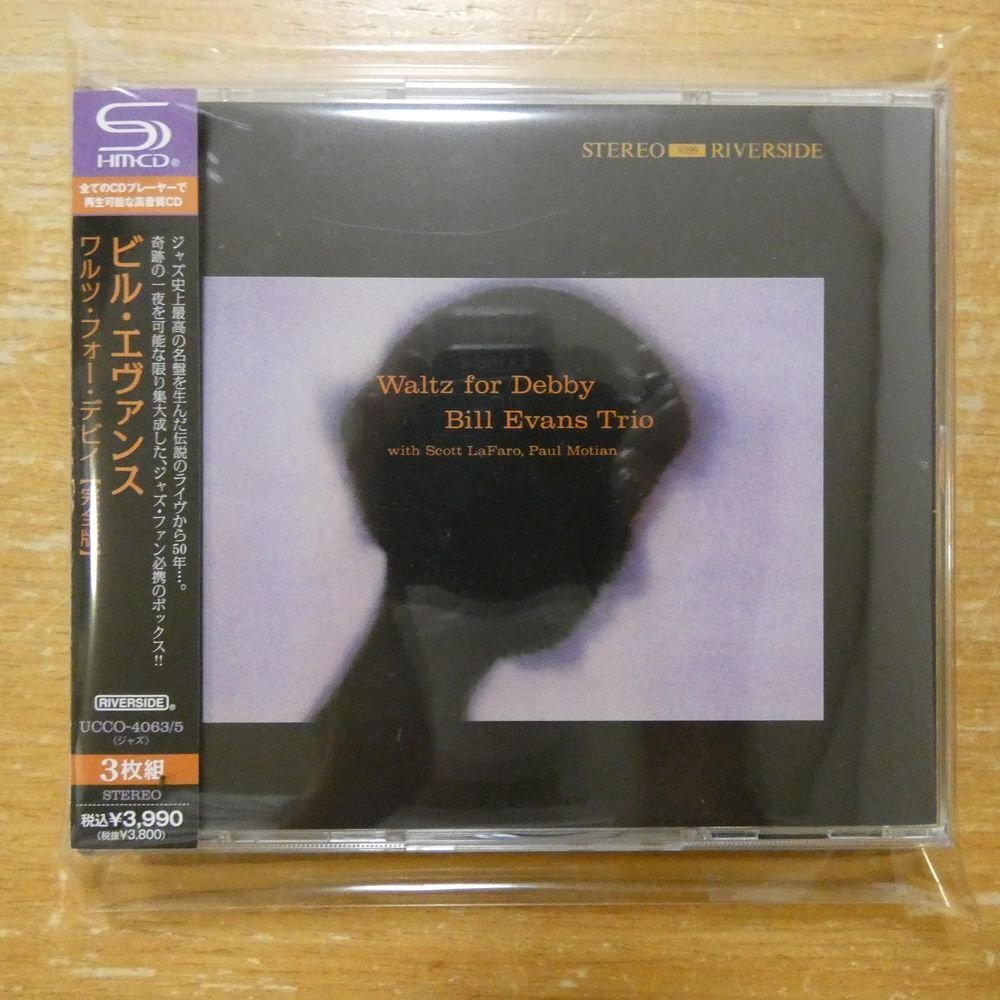 SHM-CD®
全てのCDプレーヤーで
再生可能な高音質CD
ジャズ史上最高の名盤を生んだ伝説のライヴから50年…。
奇跡の一夜を可能な限り集大成した、ジャズ・ファン必携のボックス!!
ビル・エヴァンス
ワルツ・フォー・デビイ【完全版】
RIVERSIDE®
UCCO-4063/5
(ジャズ)
3枚組
STEREO
税込¥3,990
(税抜¥3,800)
STEREO 9399 RIVERSIDE
Waltz for Debby
Bill Evans Trio
with Scott LaFaro, Paul Motian